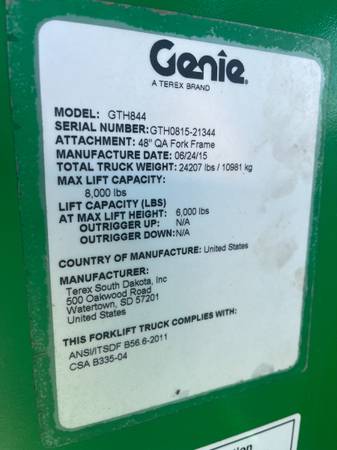 Genie
A TEREX BRAND
MODEL: GTH844
SERIAL NUMBER:GTH0815-21344
ATTACHMENT: 48" QA Fork Frame
MANUFACTURE DATE: 06/24/15
TOTAL TRUCK WEIGHT: 24207 lbs / 10981 kg
MAX LIFT CAPACITY:
8,000 lbs
LIFT CAPACITY (LBS)
AT MAX LIFT HEIGHT: 6,000 lbs
OUTRIGGER UP: N/A
OUTRIGGER DOWN: N/A
COUNTRY OF MANUFACTURE: United States
MANUFACTURER:
Terex South Dakota, Inc
500 Oakwood Road
Watertown, SD 57201
United States
THIS FORKLIFT TRUCK COMPLIES WITH:
ANSI/ITSDF B56.6-2011
CSA B335-04